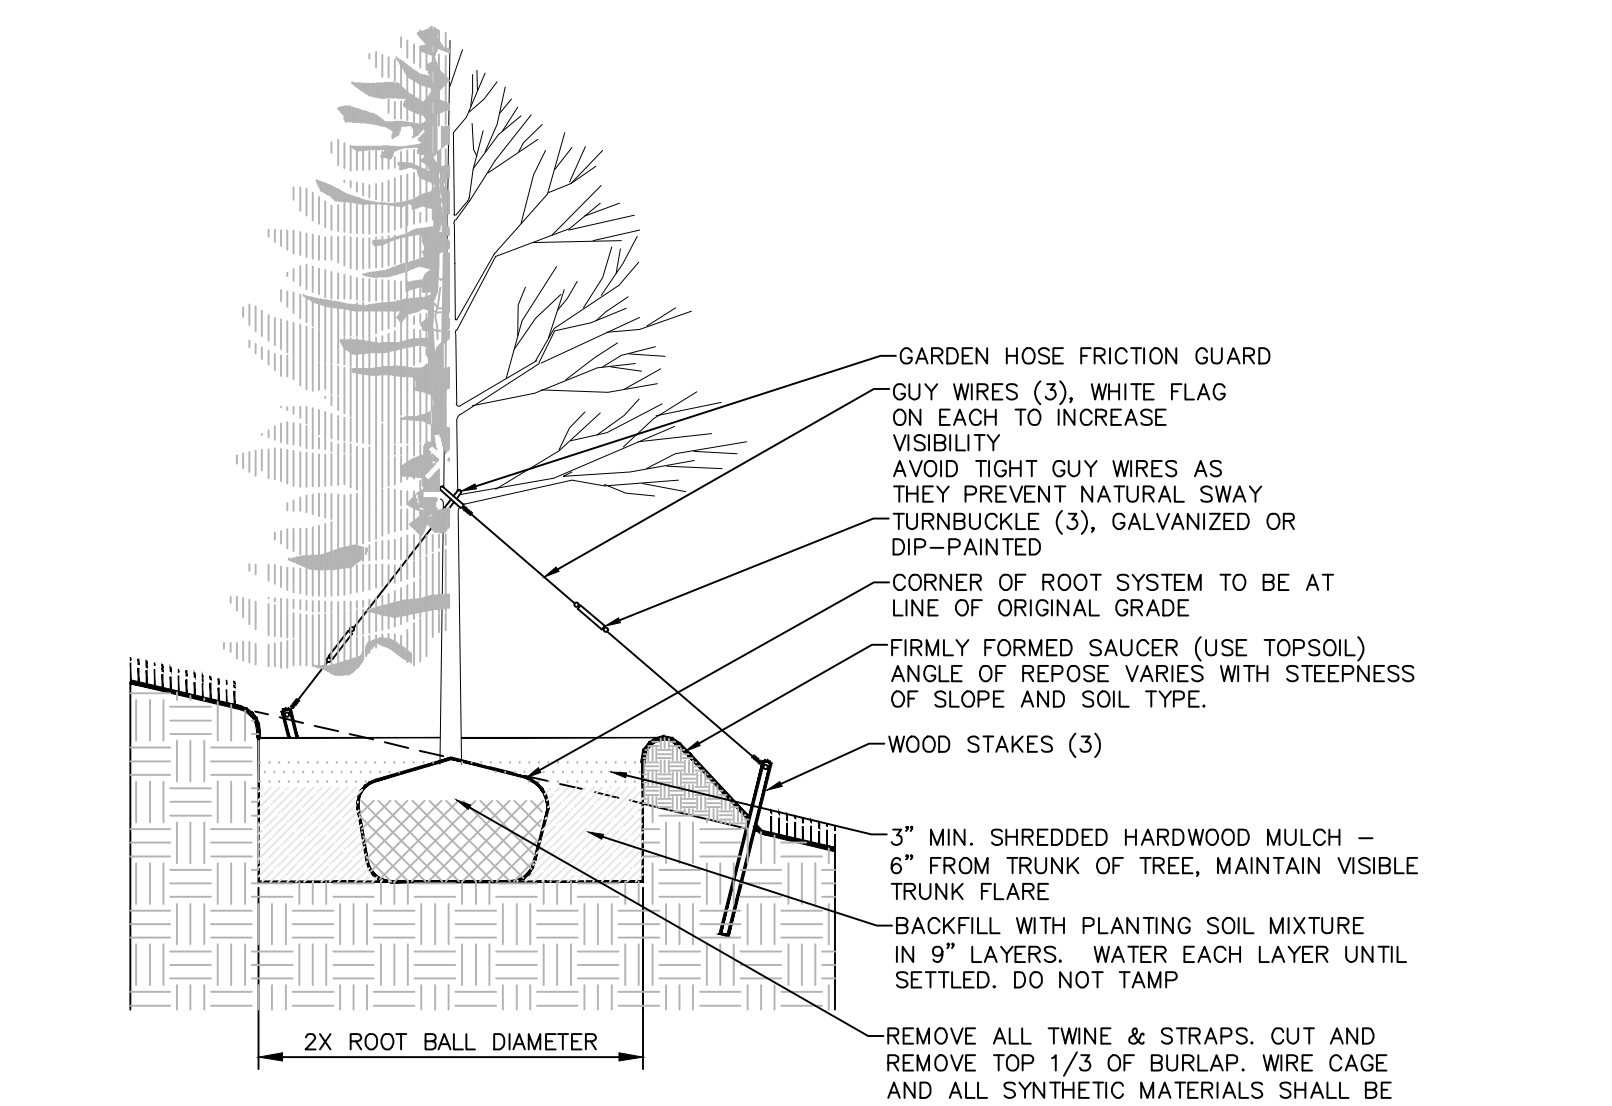 GARDEN HOSE FRICTION GUARD
GUY WIRES (3), WHITE FLAG
ON EACH TO INCREASE
VISIBILITY
AVOID TIGHT GUY WIRES AS
THEY PREVENT NATURAL SWAY
TURNBUCKLE (3), GALVANIZED OR
DIP-PAINTED
CORNER OF ROOT SYSTEM TO BE AT
LINE OF ORIGINAL GRADE
FIRMLY FORMED SAUCER (USE TOPSOIL)
ANGLE OF REPOSE VARIES WITH STEEPNESS
OF SLOPE AND SOIL TYPE.
WOOD STAKES (3)
3" MIN. SHREDDED HARDWOOD MULCH -
6" FROM TRUNK OF TREE, MAINTAIN VISIBLE
TRUNK FLARE
BACKFILL WITH PLANTING SOIL MIXTURE
IN 9" LAYERS. WATER EACH LAYER UNTIL
SETTLED. DO NOT TAMP
REMOVE ALL TWINE & STRAPS. CUT AND
REMOVE TOP 1/3 OF BURLAP. WIRE CAGE
AND ALL SYNTHETIC MATERIALS SHALL BE
2X ROOT BALL DIAMETER